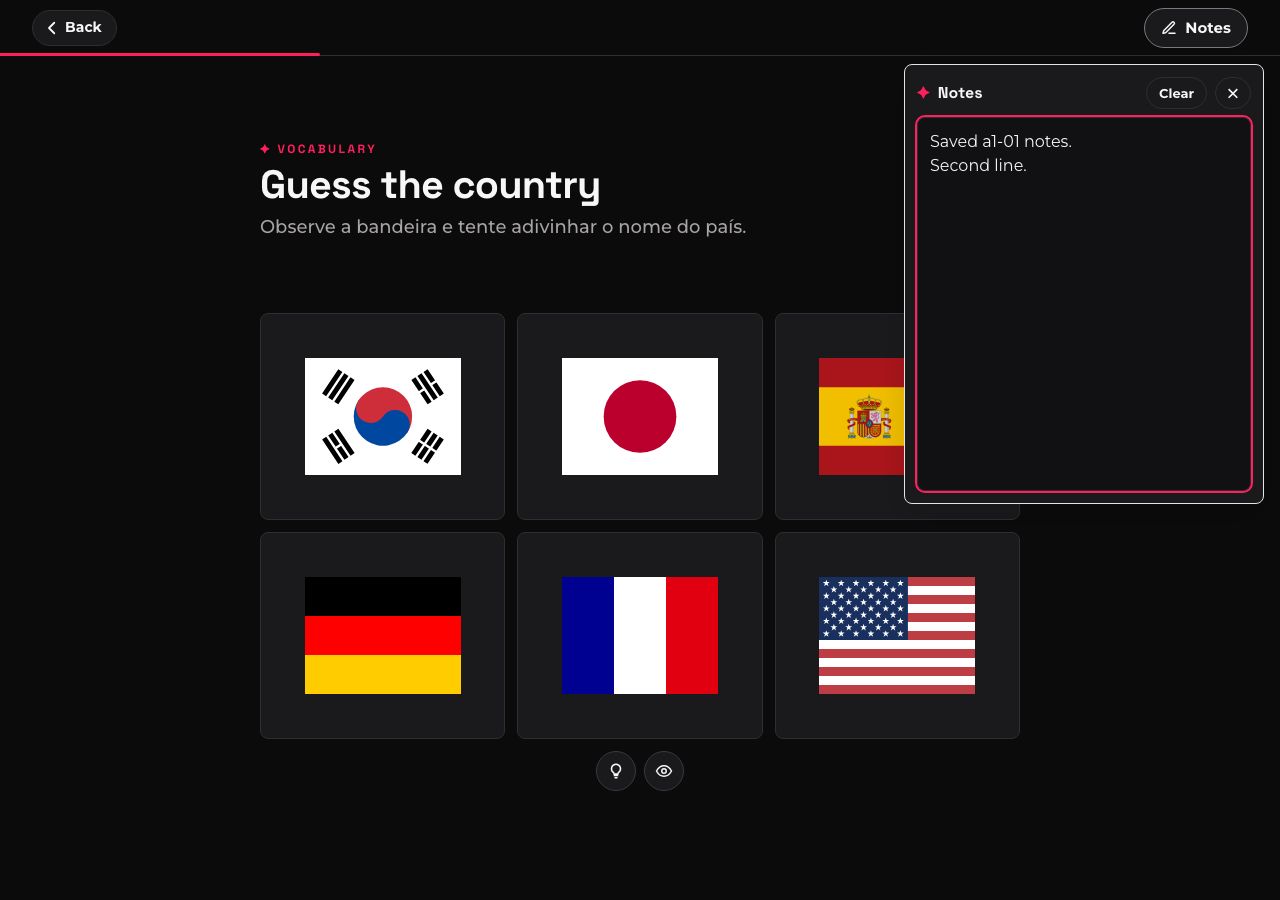 Back
Notes
Notes
Clear
Saved a1-01 notes.
Second line.
VOCABULARY
Guess the country
Observe a bandeira e tente adivinhar o nome do país.